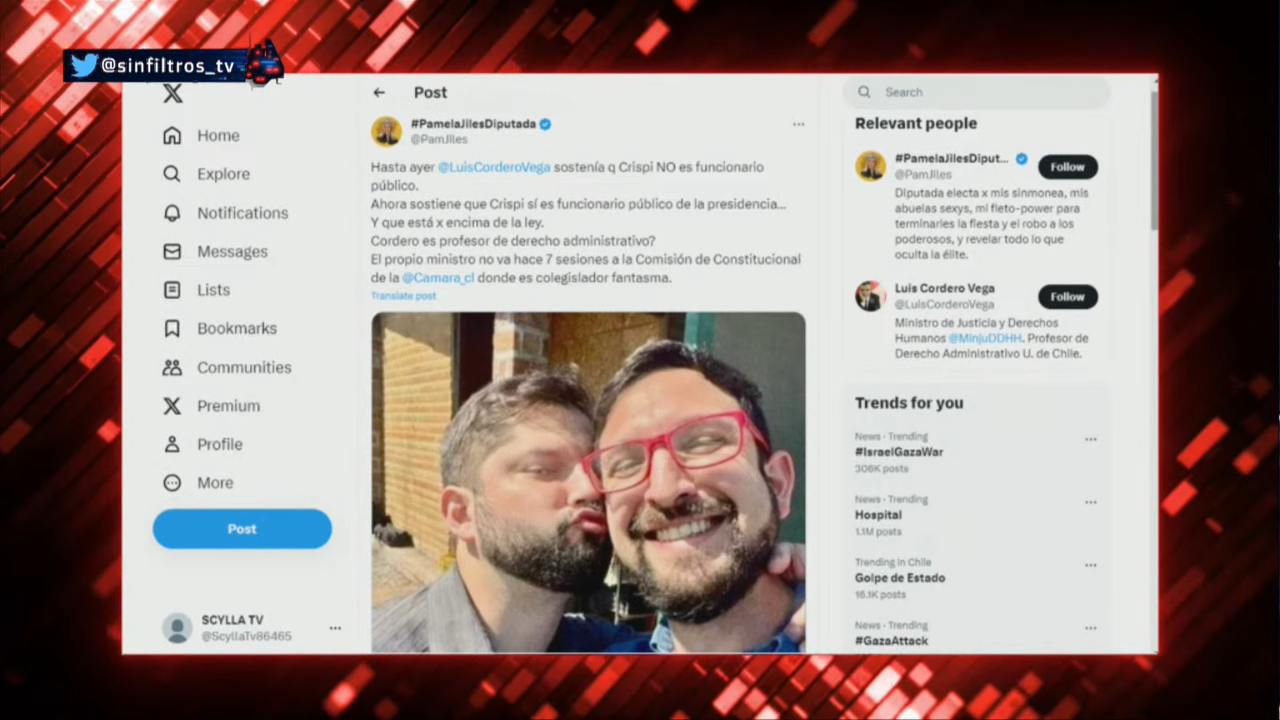 @sinfiltros_tv
Home
Explore
Notifications
Messages
Lists
Bookmarks
Communities
Premium
Profile
More
Post
SCYLLA TV
@ScyllaTv86465
Post
#PamelaJilesDiputada
@PamJiles
Hasta ayer @LuisCorderoVega sostenía q Crispi NO es funcionario
público.
Ahora sostiene que Crispi sí es funcionario público de la presidencia...
Y que está x encima de la ley.
Cordero es profesor de derecho administrativo?
El propio ministro no va hace 7 sesiones a la Comisión de Constitucional
de la @Camara_cl donde es colegislador fantasma.
Translate post
Search
Relevant people
#PamelaJilesDiput...
Follow
@PamJiles
Diputada electa x mis sinmonea, mis
abuelas sexys, mi fleto-power para
terminarles la fiesta y el robo a los
poderosos, y revelar todo lo que
oculta la élite.
Luis Cordero Vega
Follow
@LuisCorderoVega
Ministro de Justicia y Derechos
Humanos @MinjuDDHH. Profesor de
Derecho Administrativo U. de Chile.
Trends for you
News · Trending
#IsraelGazaWar
306K posts
News · Trending
Hospital
1.1M posts
Trending in Chile
Golpe de Estado
16.1K posts
News · Trending
#GazaAttack